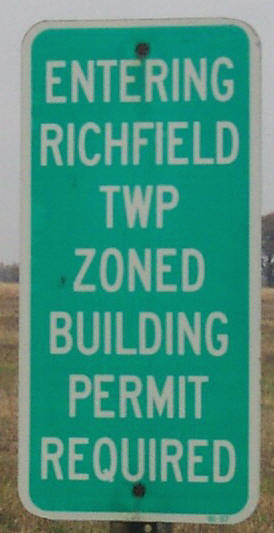 ENTERING
RICHFIELD
TWP
ZONED
BUILDING
PERMIT
REQUIRED